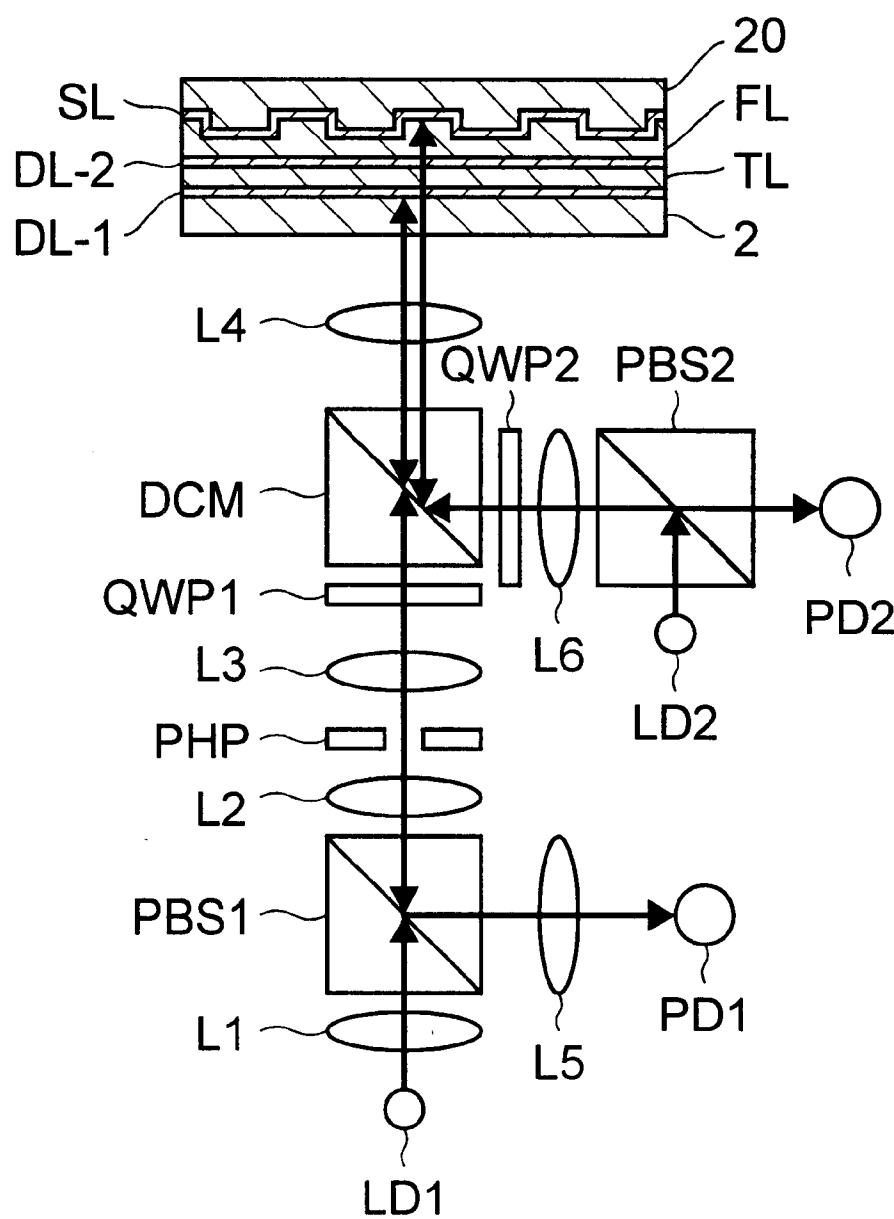 20
SL
FL
DL-2
TL
DL-1
2
L4
QWP2
PBS2
DCM
QWP1
L6
PD2
L3
LD2
PHP
L2
PBS1
L1
L5
PD1
LD1